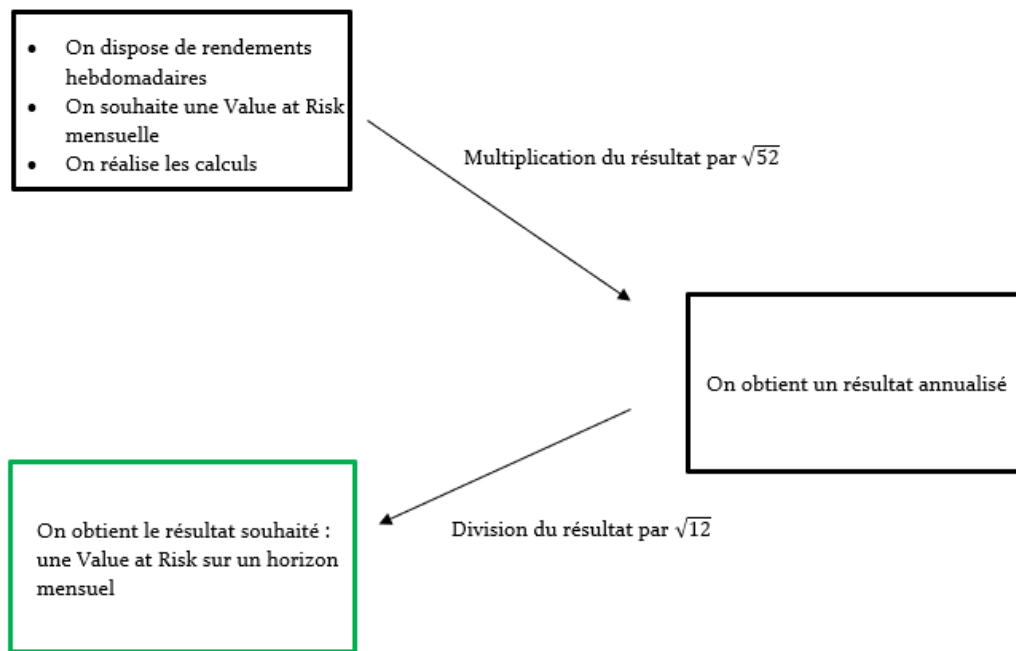 • On dispose de rendements
hebdomadaires
• On souhaite une Value at Risk
mensuelle
• On réalise les calculs
Multiplication du résultat par √52
On obtient un résultat annualisé
Division du résultat par √12
On obtient le résultat souhaité :
une Value at Risk sur un horizon
mensuel